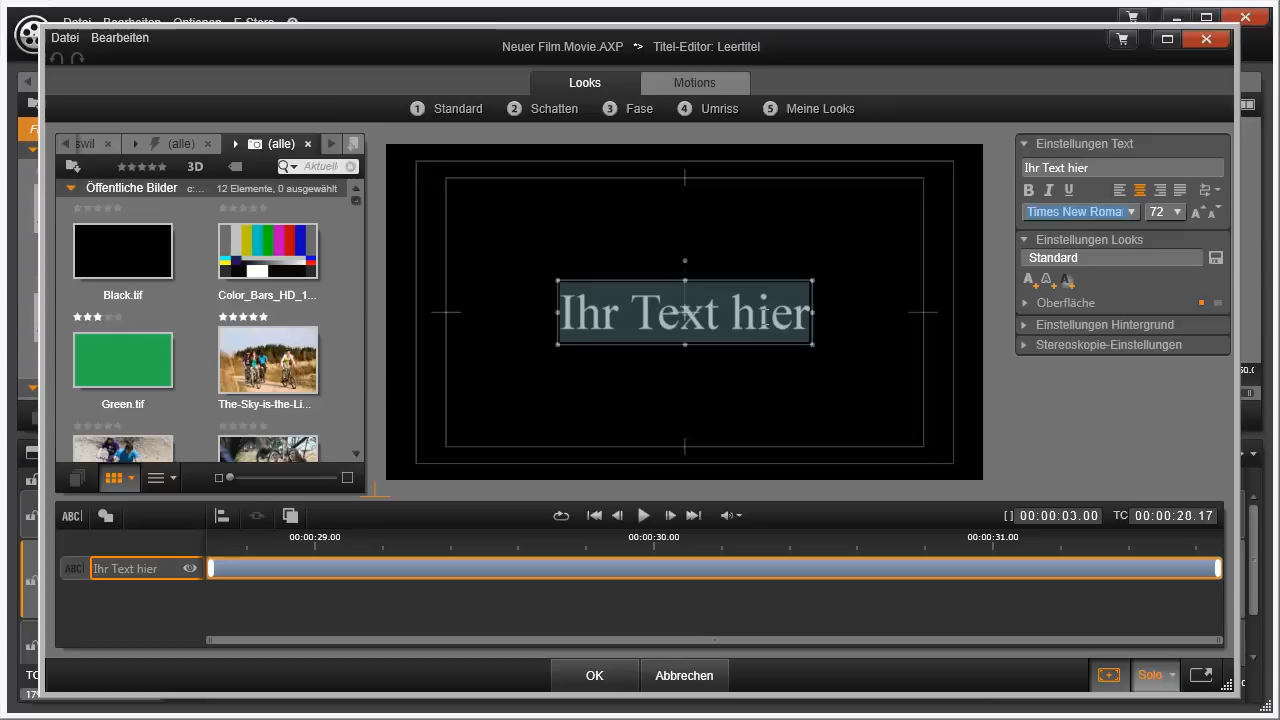 Datei Bearbeiten Optionen E-Store
Datei Bearbeiten
Neuer Film.Movie.AXP Titel-Editor: Leertitel
Looks Motions
1 Standard 2 Schatten 3 Fase 4 Umriss 5 Meine Looks
swil × (alle) × (alle) ×
3D Aktuell
Öffentliche Bilder c:... 12 Elemente, 0 ausgewählt
Black.tif Color_Bars_HD_1...
Green.tif The-Sky-is-the-Li...
Ihr Text hier
Einstellungen Text
Ihr Text hier
B I U
Times New Roma 72
Einstellungen Looks
Standard
Oberfläche
Einstellungen Hintergrund
Stereoskopie-Einstellungen
ABC [] 00:00:03.00 TC 00:00:28.17
00:00:29.00 00:00:30.00 00:00:31.00
ABC Ihr Text hier
OK Abbrechen
Solo
TC